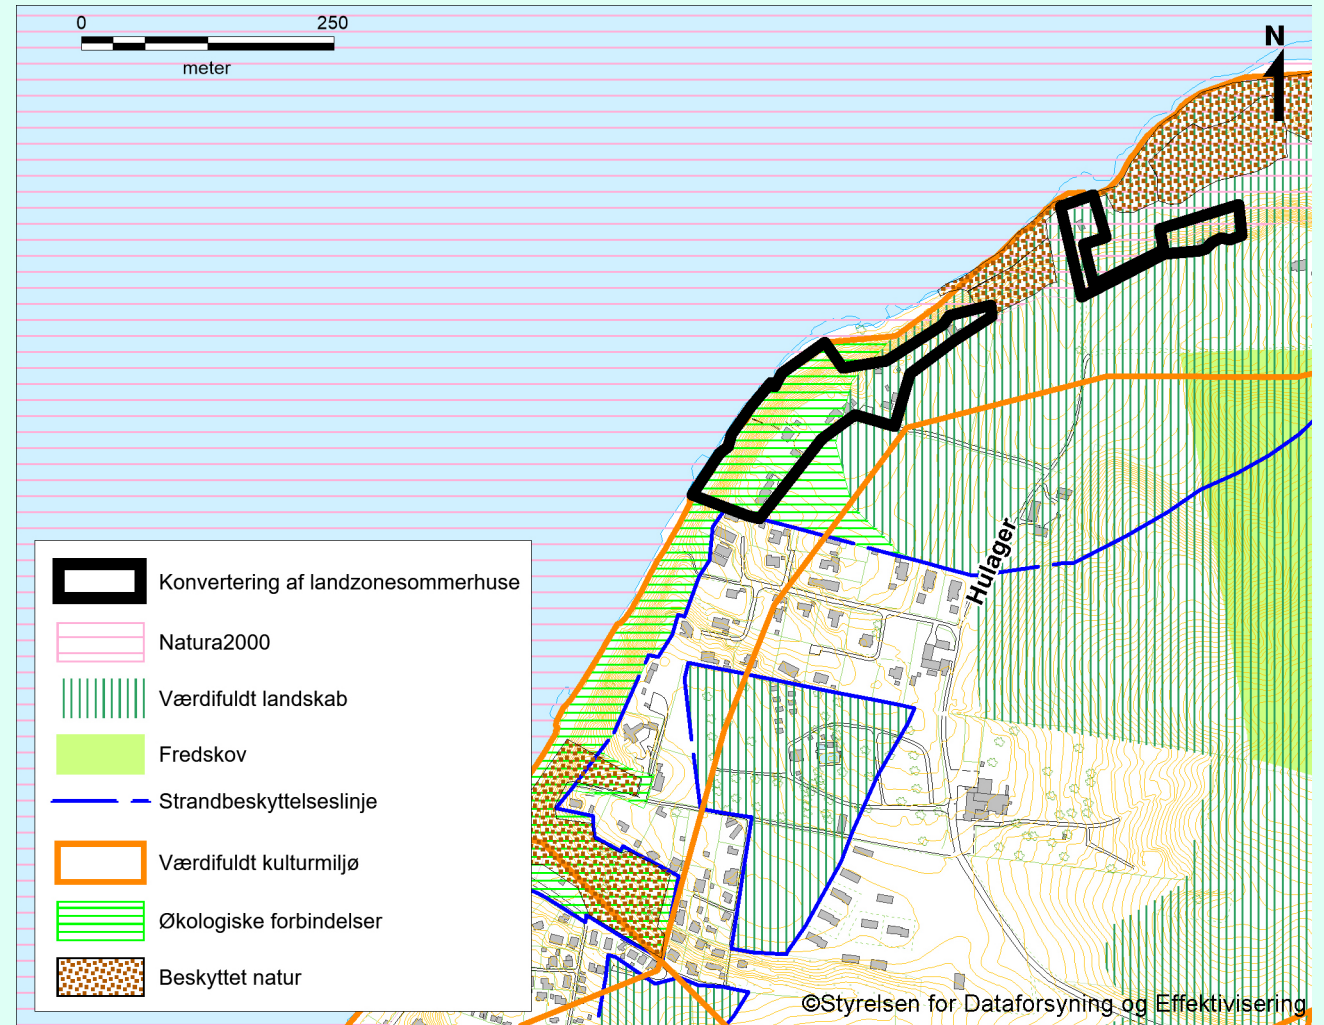 0 250
meter
N
Hulager
Konvertering af landzonesommerhuse
Natura2000
Værdifuldt landskab
Fredskov
Strandbeskyttelseslinje
Værdifuldt kulturmiljø
Økologiske forbindelser
Beskyttet natur
©Styrelsen for Dataforsyning og Effektivisering